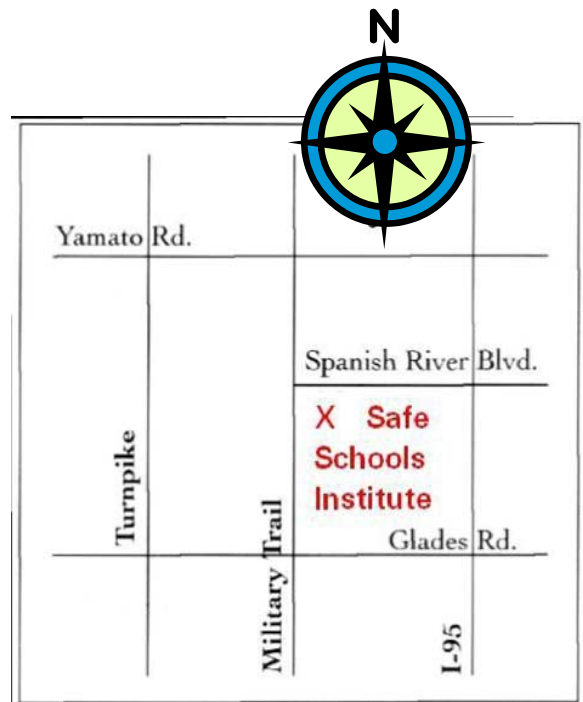 N
Yamato Rd.
Spanish River Blvd.
X Safe
Schools
Institute
Turnpike
Military Trail
Glades Rd.
I-95